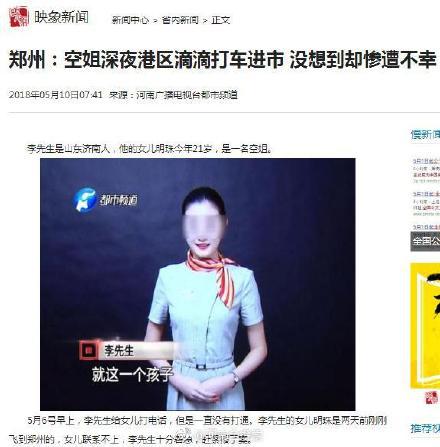 映象新闻
新闻中心 > 省内新闻 > 正文
郑州：空姐深夜港区滴滴打车进市 没想到却惨遭不幸
2018年05月10日07:41 来源：河南广播电视台都市频道
李先生是山东济南人，他的女儿明珠今年21岁，是一名空姐。
都市频道
李先生
就这一个孩子
5月6号早上，李先生给女儿打电话，但是一直没有打通。李先生的女儿明珠是两天前刚刚
飞到郑州的，女儿联系不上，李先生十分着急，赶紧报了案。
慢新闻
全国公
推荐视